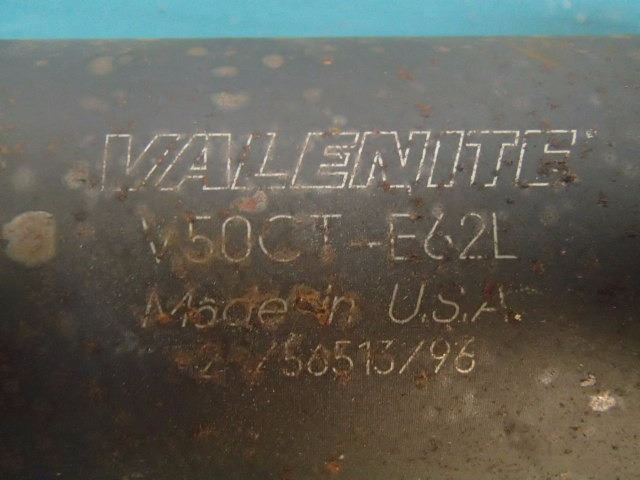 VALENITE
V50CT-E62L
Made in U.S.A
/56513/96